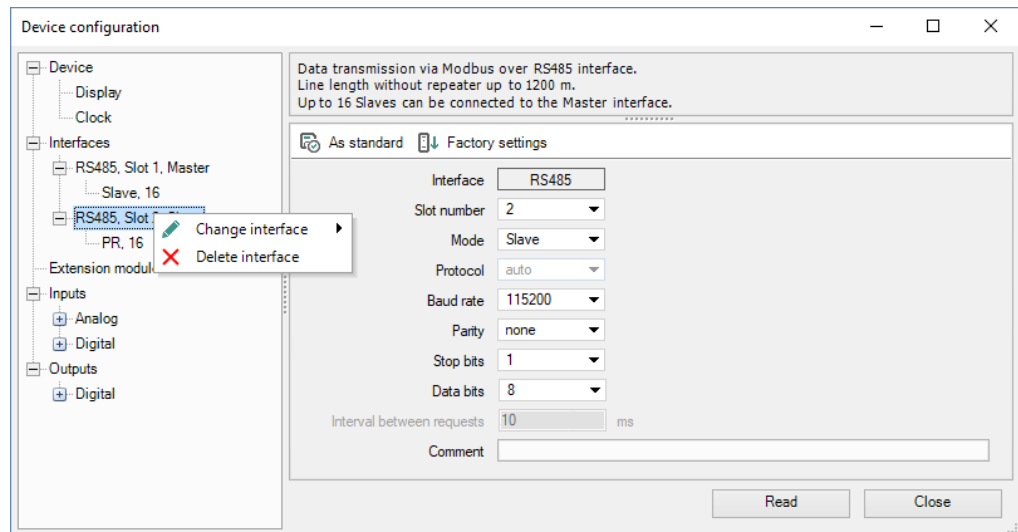 Device configuration
Device
Display
Clock
Interfaces
RS485, Slot 1, Master
Slave, 16
RS485, Slot
PR, 16
Extension modul
Inputs
Analog
Digital
Outputs
Digital
Change interface
Delete interface
Data transmission via Modbus over RS485 interface.
Line length without repeater up to 1200 m.
Up to 16 Slaves can be connected to the Master interface.
As standard Factory settings
Interface RS485
Slot number 2
Mode Slave
Protocol auto
Baud rate 115200
Parity none
Stop bits 1
Data bits 8
Interval between requests 10 ms
Comment
Read Close